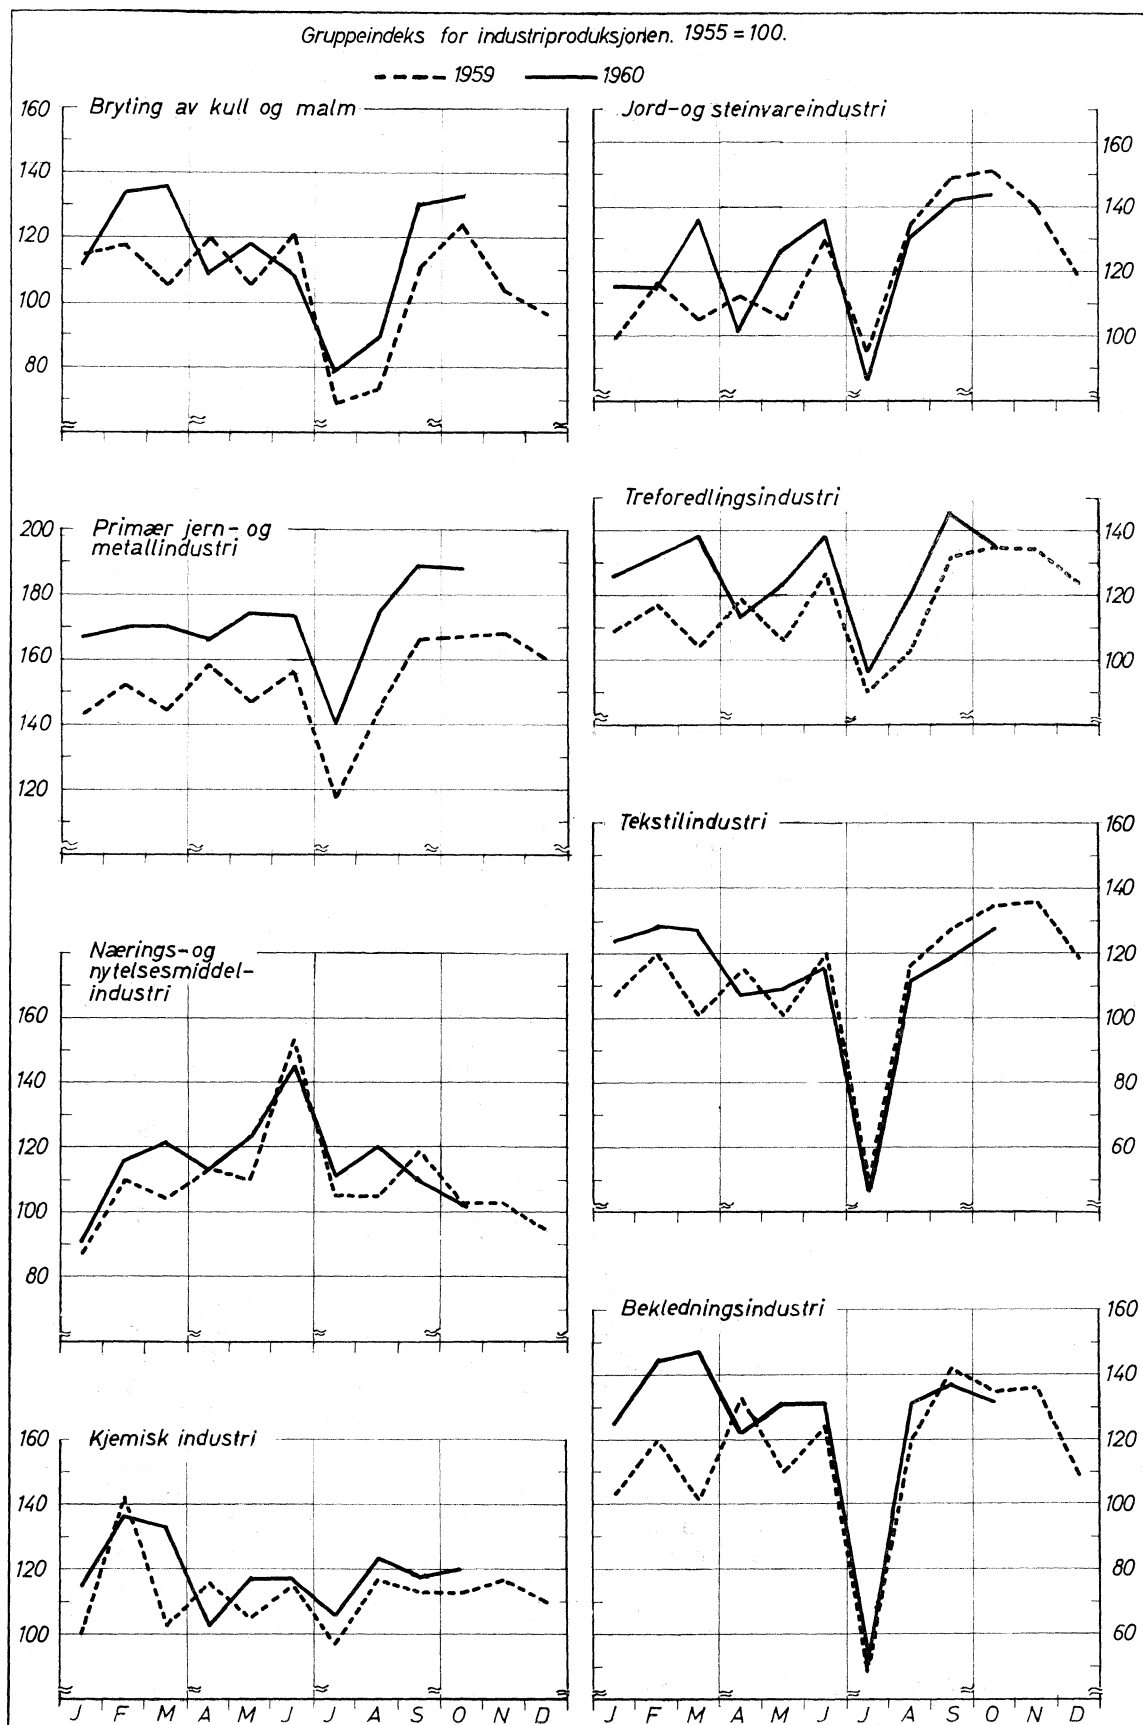 Gruppeindeks for industriproduksjonen. 1955 = 100.
1959 1960
Bryting av kull og malm
160
140
120
100
80
Primær jern- og
metallindustri
200
180
160
140
120
Nærings- og
nytelsesmiddel-
industri
160
140
120
100
80
Kjemisk industri
160
140
120
100
J F M A M J J A S O N D
Jord- og steinvareindustri
160
140
120
100
Treforedlingsindustri
140
120
100
Tekstilindustri
160
140
120
100
80
60
Bekledningsindustri
160
140
120
100
80
60
J F M A M J J A S O N D